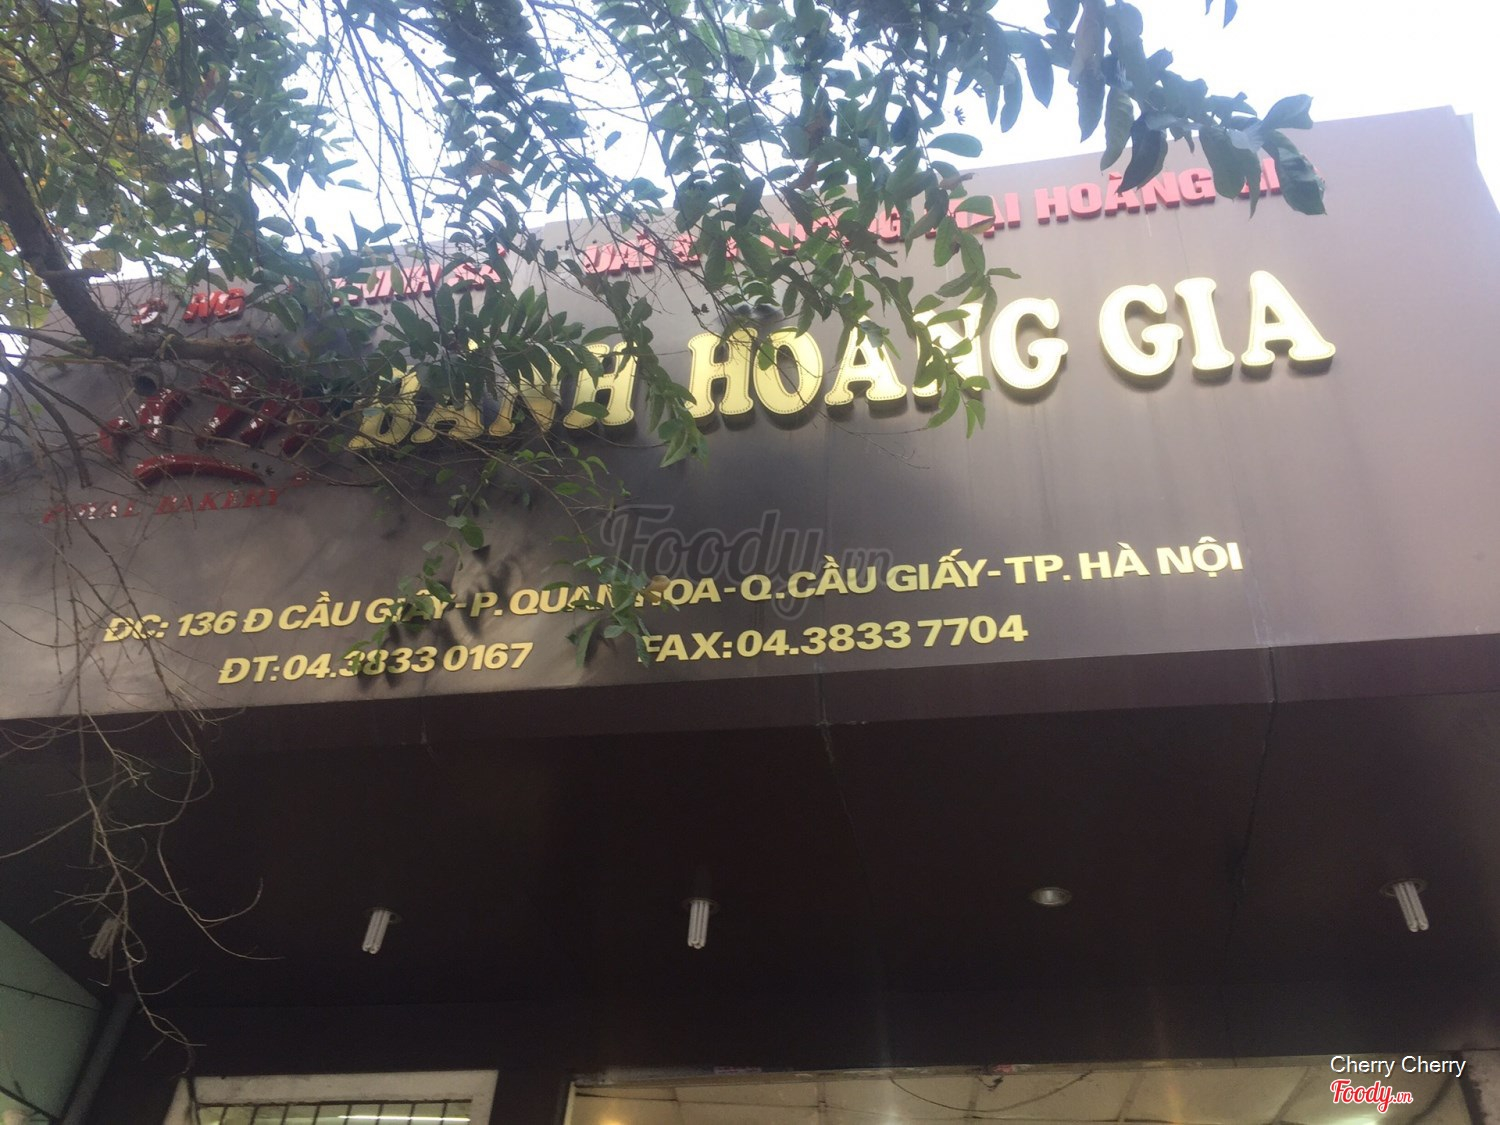 HOÀNG
BÁNH HOÀNG GIA
ROYAL BAKERY
Foody.vn
ĐC: 136 Đ CẦU GIẤY - P. QUAN HOA - Q. CẦU GIẤY - TP. HÀ NỘI
ĐT: 04.3833 0167 FAX: 04.3833 7704
Cherry Cherry
Foody.vn